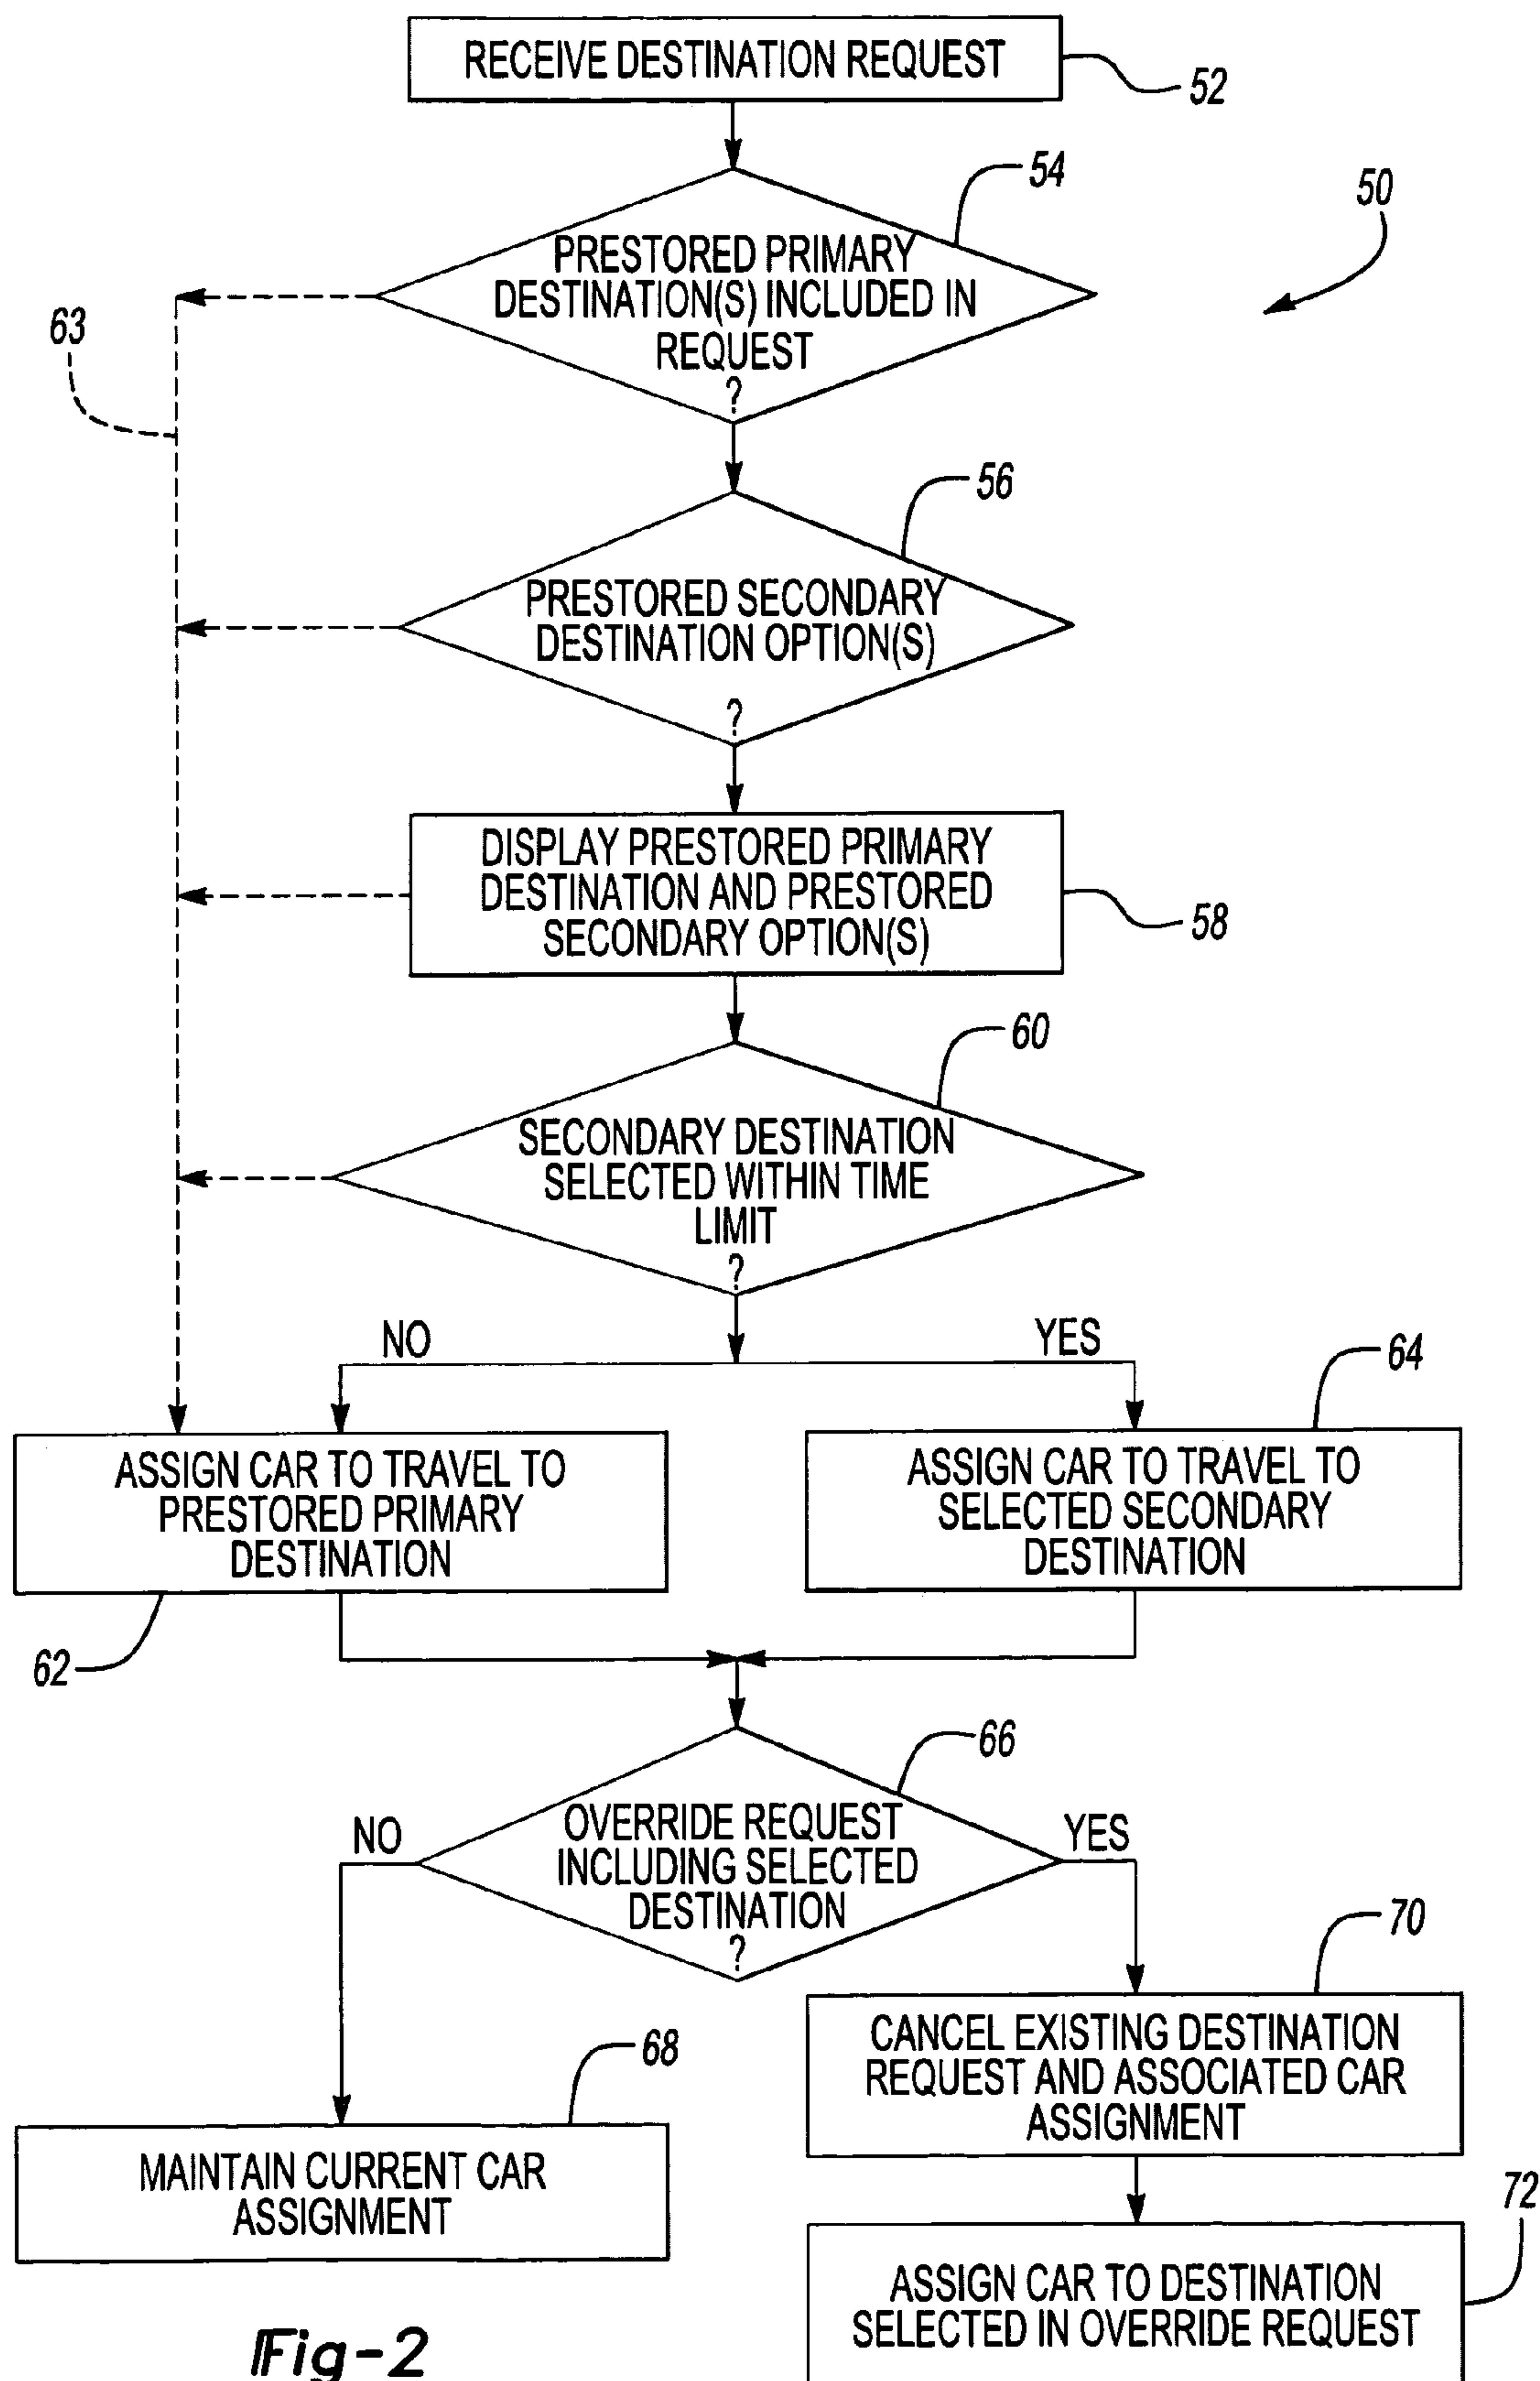 RECEIVE DESTINATION REQUEST
52
54
50
PRESTORED PRIMARY
DESTINATION(S) INCLUDED IN
REQUEST
?
63
56
PRESTORED SECONDARY
DESTINATION OPTION(S)
?
DISPLAY PRESTORED PRIMARY
DESTINATION AND PRESTORED
SECONDARY OPTION(S)
58
60
SECONDARY DESTINATION
SELECTED WITHIN TIME
LIMIT
?
NO
YES
64
ASSIGN CAR TO TRAVEL TO
PRESTORED PRIMARY
DESTINATION
ASSIGN CAR TO TRAVEL TO
SELECTED SECONDARY
DESTINATION
62
66
NO
OVERRIDE REQUEST
INCLUDING SELECTED
DESTINATION
?
YES
70
CANCEL EXISTING DESTINATION
REQUEST AND ASSOCIATED CAR
ASSIGNMENT
68
MAINTAIN CURRENT CAR
ASSIGNMENT
72
ASSIGN CAR TO DESTINATION
SELECTED IN OVERRIDE REQUEST
Fig-2